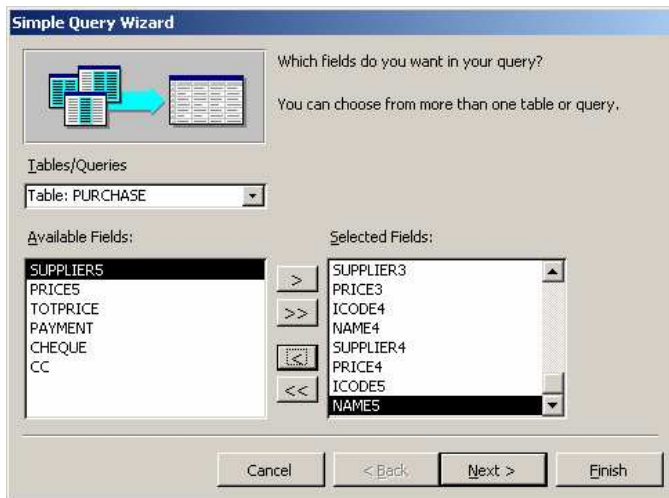 Simple Query Wizard
Which fields do you want in your query?
You can choose from more than one table or query.
Tables/Queries
Table: PURCHASE
Available Fields:
SUPPLIER5
PRICE5
TOTPRICE
PAYMENT
CHEQUE
CC
>
>>
<
<<
Selected Fields:
SUPPLIER3
PRICE3
ICODE4
NAME4
SUPPLIER4
PRICE4
ICODE5
NAME5
Cancel
< Back
Next >
Finish